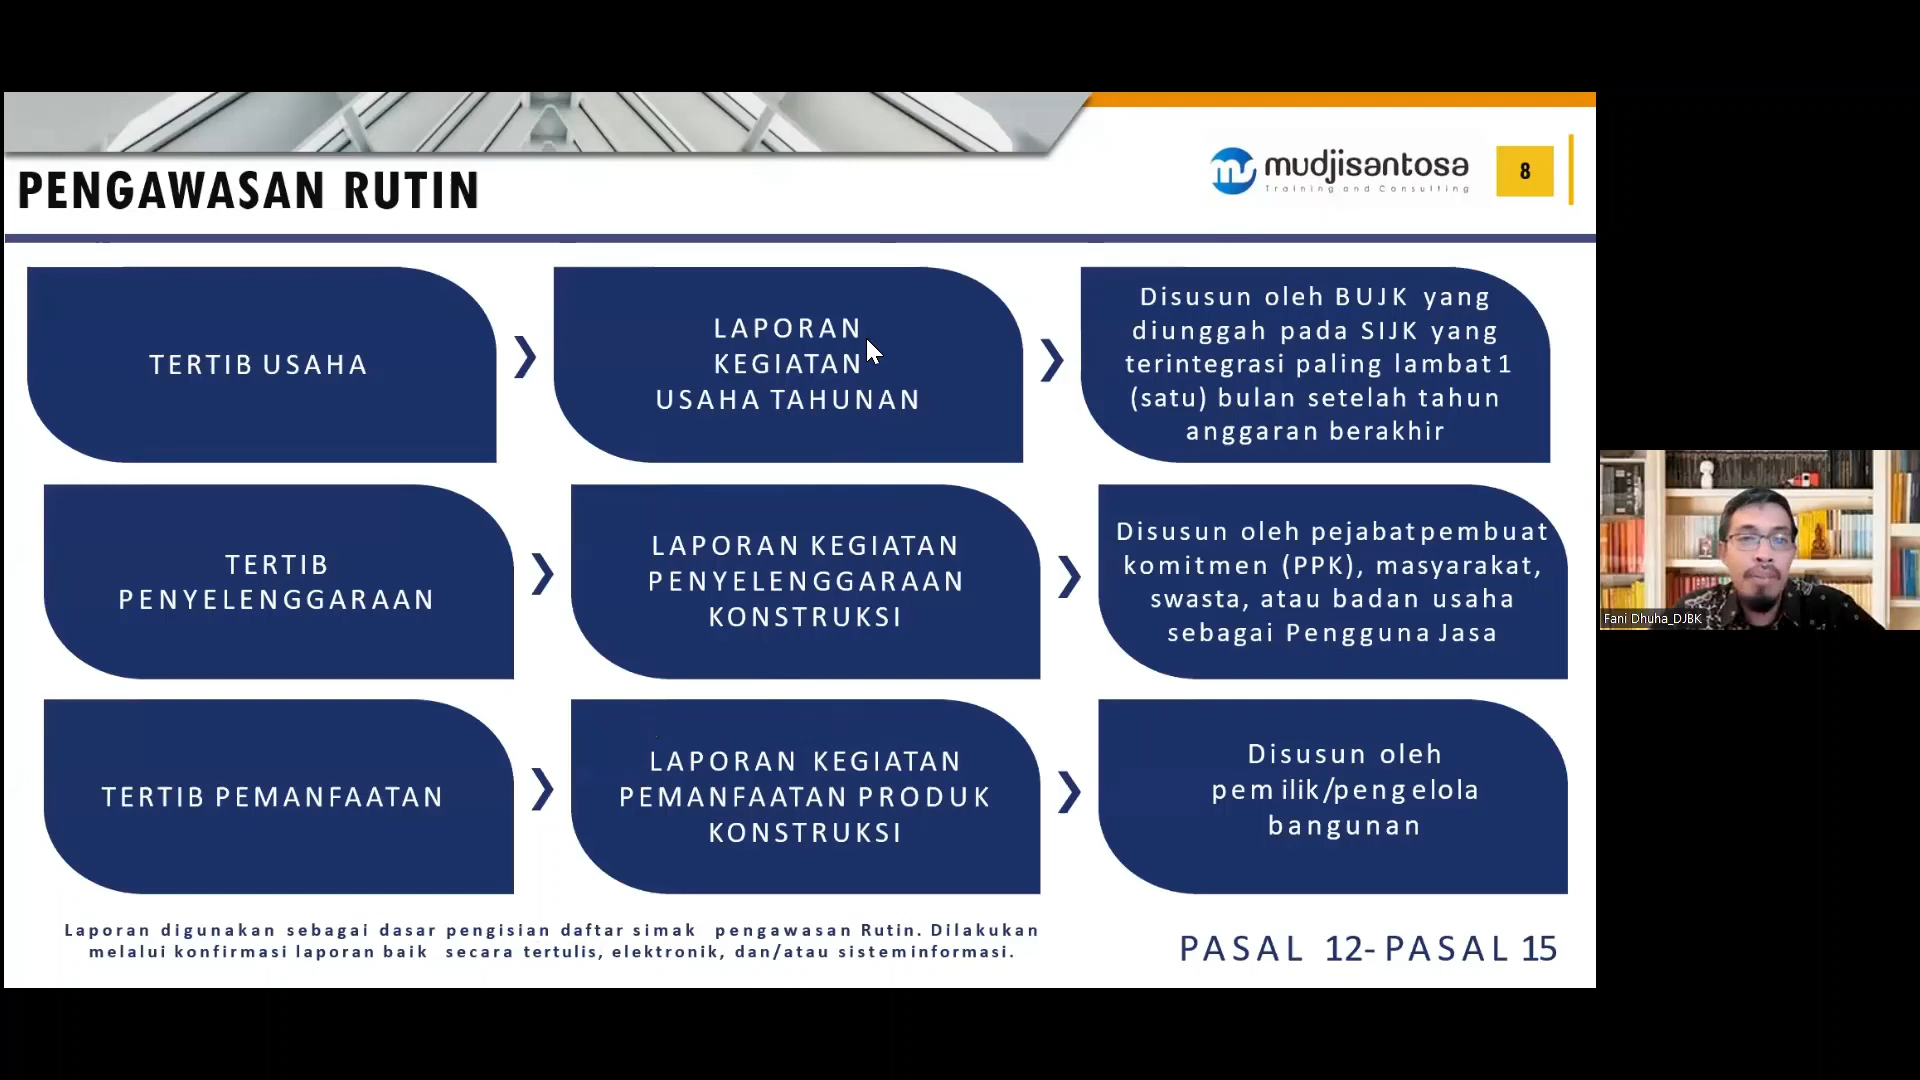 mudjisantosa
Training and Consulting
8
PENGAWASAN RUTIN
TERTIB USAHA
LAPORAN
KEGIATAN
USAHA TAHUNAN
Disusun oleh BUJK yang
diunggah pada SIJK yang
terintegrasi paling lambat 1
(satu) bulan setelah tahun
anggaran berakhir
TERTIB
PENYELENGGARAAN
LAPORAN KEGIATAN
PENYELENGGARAAN
KONSTRUKSI
Disusun oleh pejabat pembuat
komitmen (PPK), masyarakat,
swasta, atau badan usaha
sebagai Pengguna Jasa
TERTIB PEMANFAATAN
LAPORAN KEGIATAN
PEMANFAATAN PRODUK
KONSTRUKSI
Disusun oleh
pemilik/pengelola
bangunan
Laporan digunakan sebagai dasar pengisian daftar simak pengawasan Rutin. Dilakukan
melalui konfirmasi laporan baik secara tertulis, elektronik, dan/atau sistem informasi.
PASAL 12- PASAL 15
Fani Dhuha_DJBK